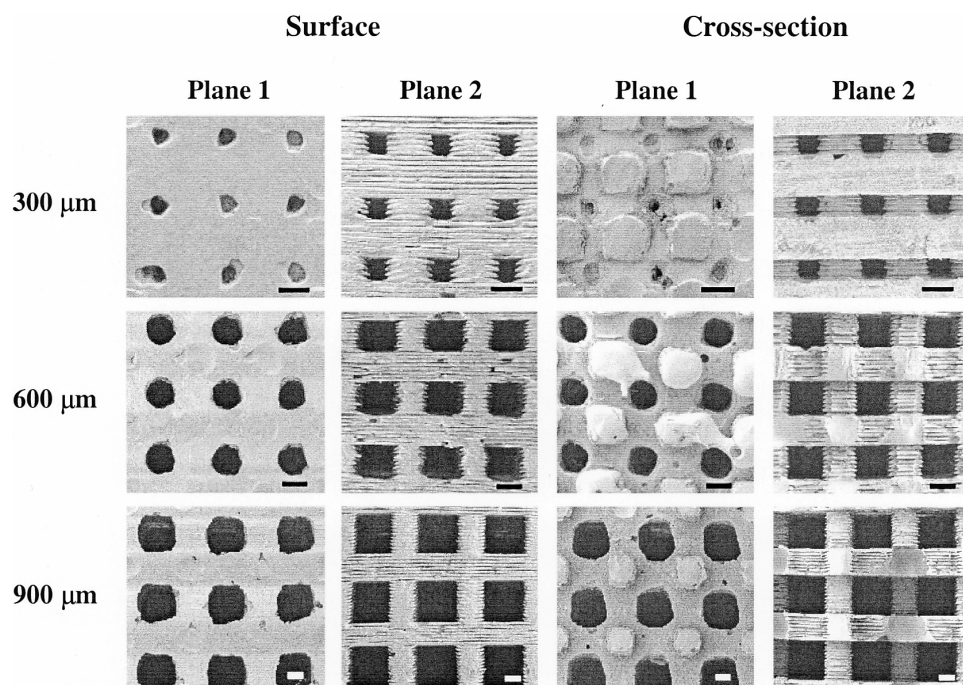 Surface Cross-section
Plane 1 Plane 2 Plane 1 Plane 2
300 μm
600 μm
900 μm